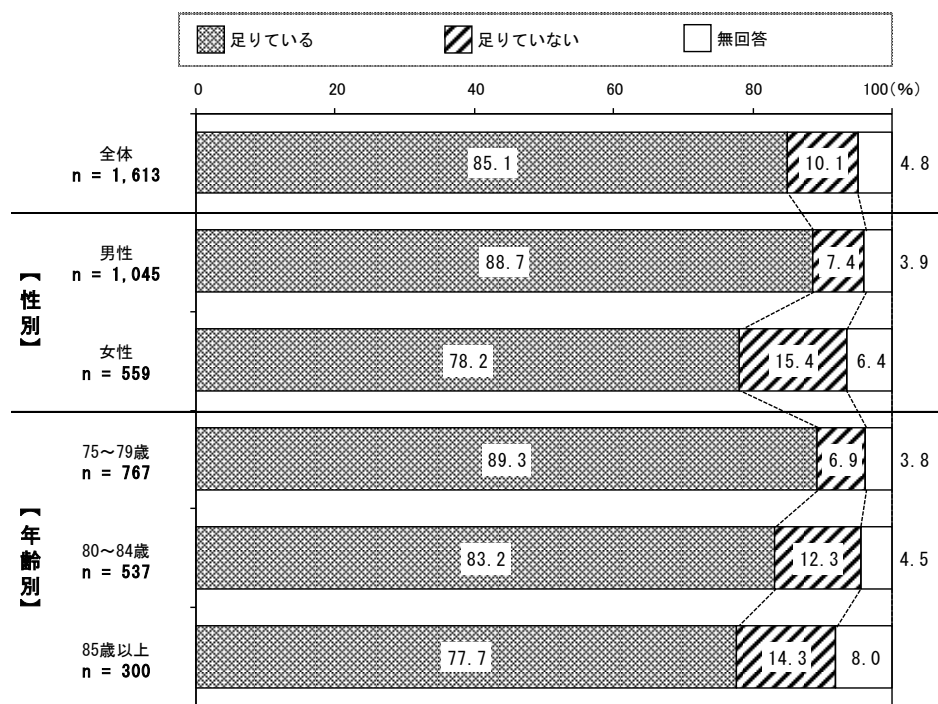 足りている 足りていない 無回答
0 20 40 60 80 100(%)
全体
n = 1,613
85.1 10.1 4.8
【性別】
男性
n = 1,045
88.7 7.4 3.9
女性
n = 559
78.2 15.4 6.4
【年齢別】
75～79歳
n = 767
89.3 6.9 3.8
80～84歳
n = 537
83.2 12.3 4.5
85歳以上
n = 300
77.7 14.3 8.0